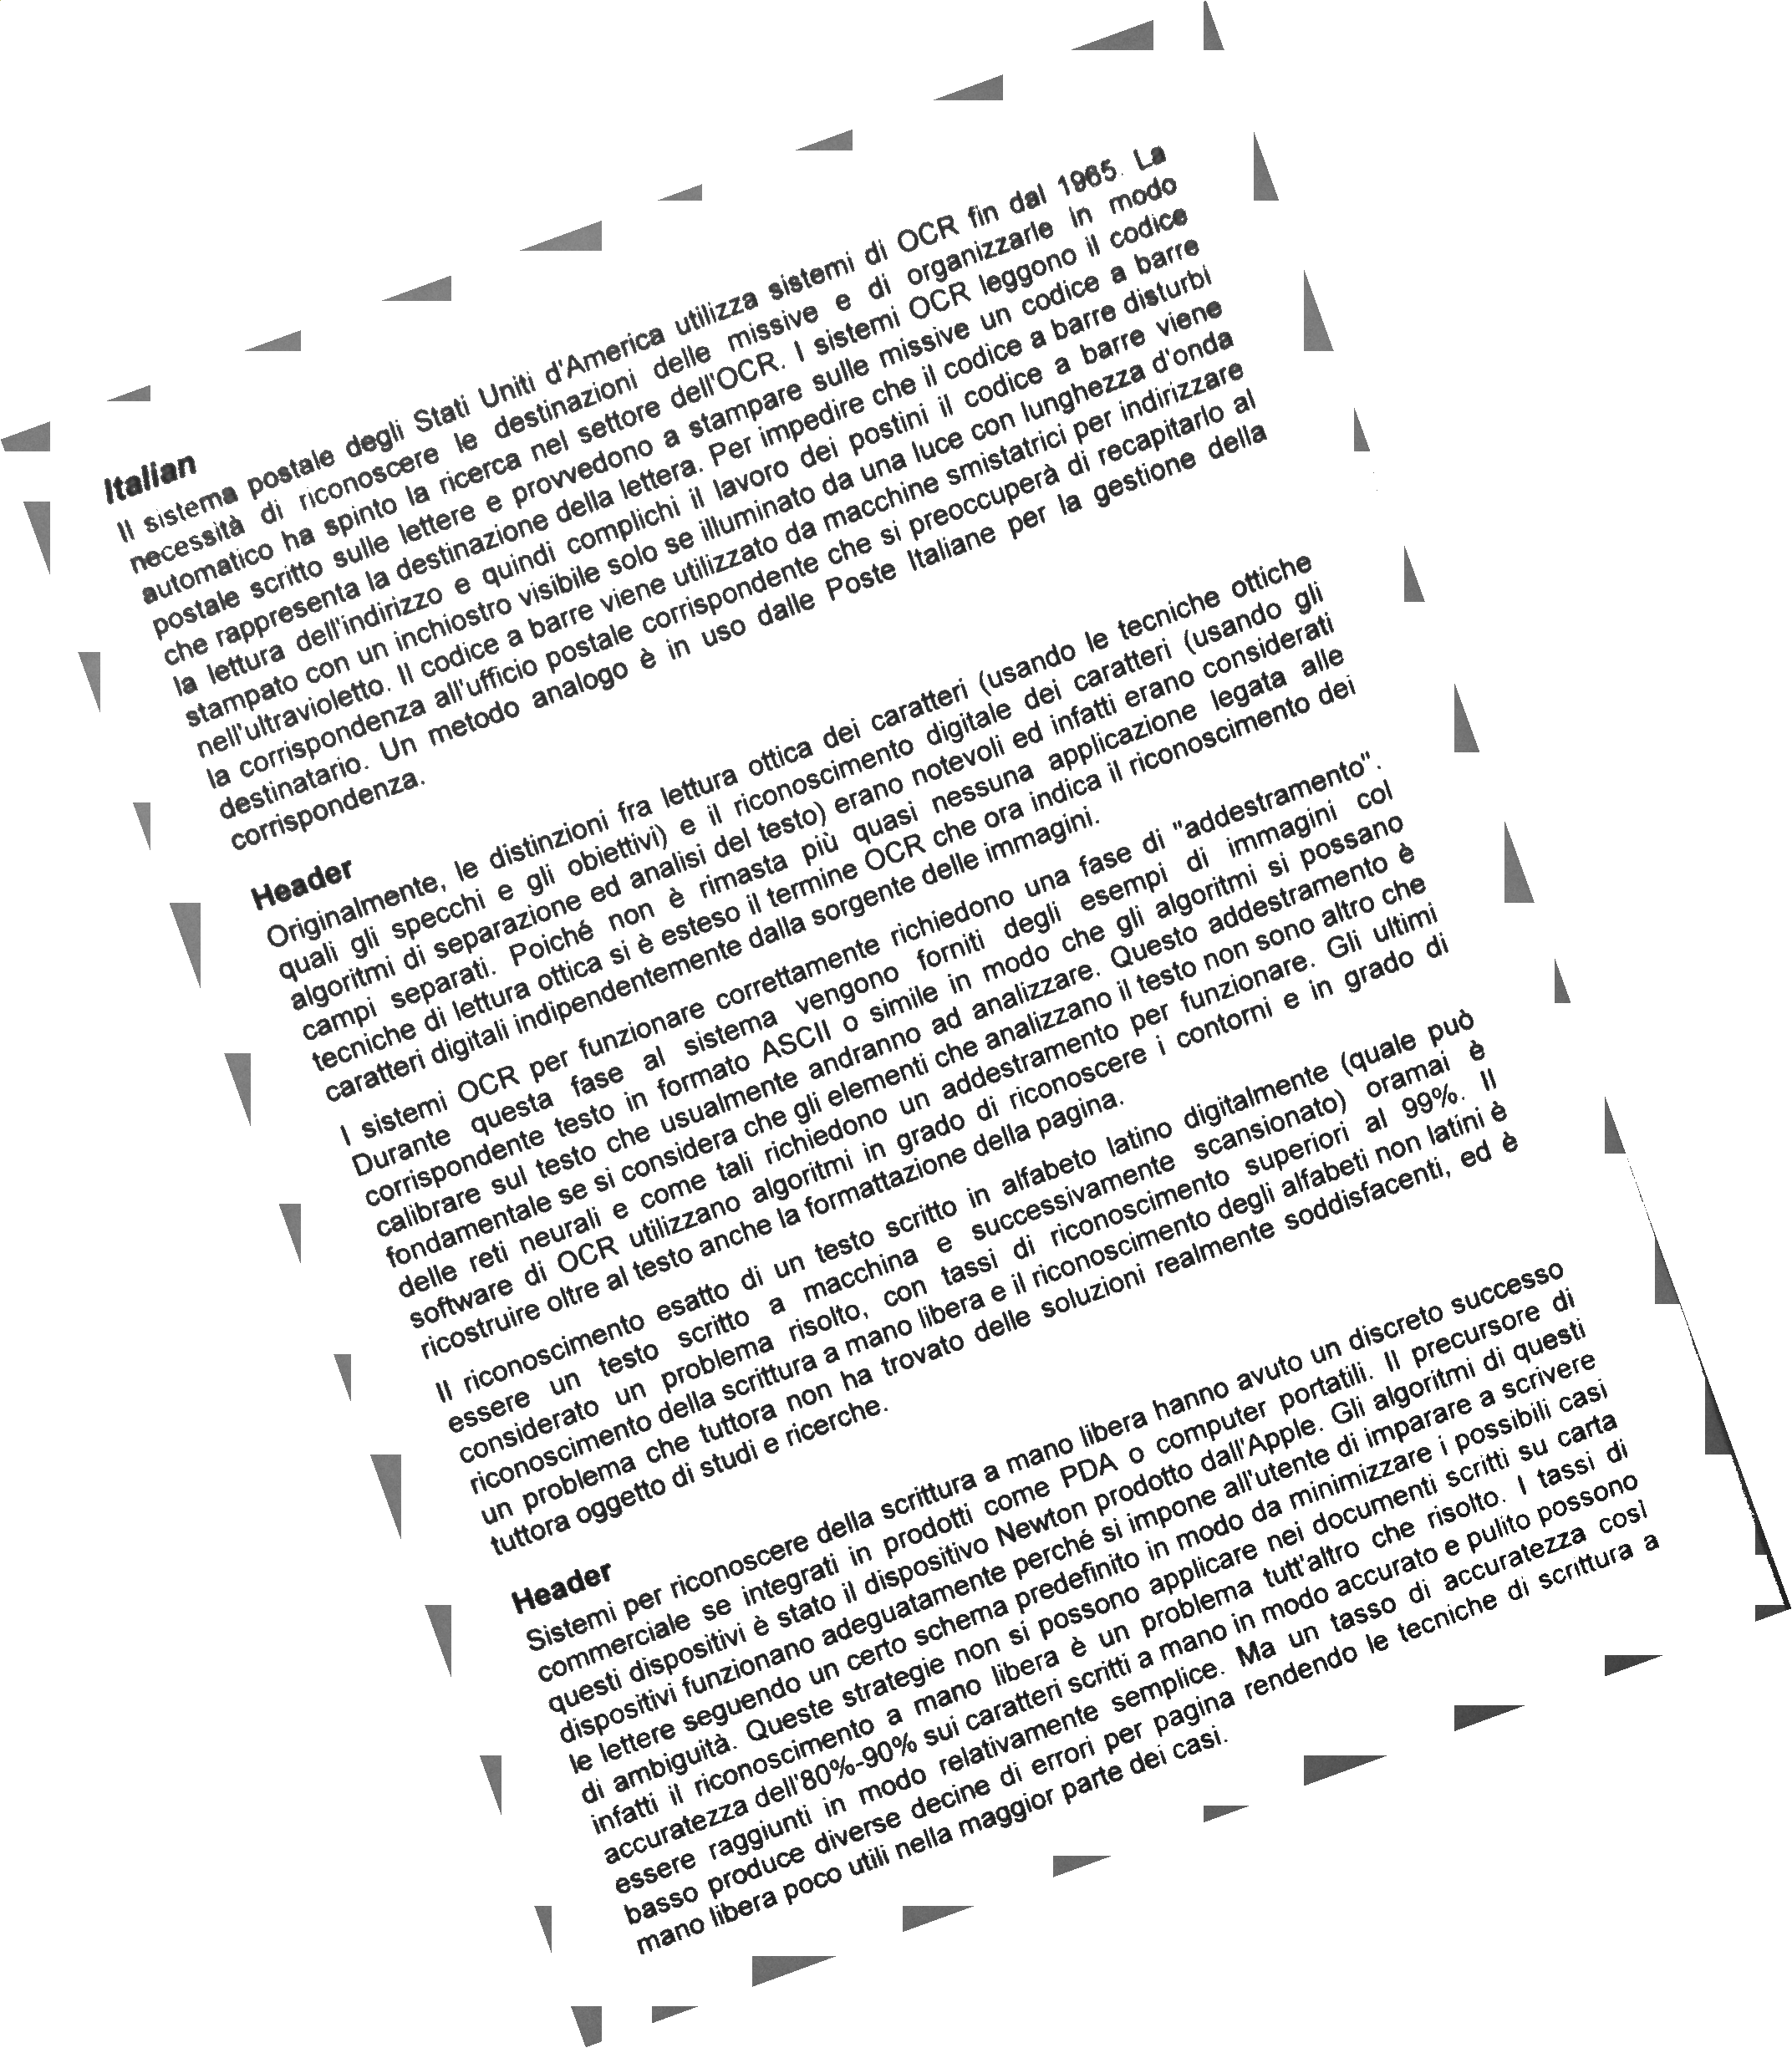 Italian
Il sistema postale degli Stati Uniti d'America utilizza sistemi di OCR fin dal 1965. La
necessità di riconoscere le destinazioni delle missive e di organizzarle in modo
automatico ha spinto la ricerca nel settore dell'OCR. I sistemi OCR leggono il codice
postale scritto sulle lettere e provvedono a stampare sulle missive un codice a barre
che rappresenta la destinazione della lettera. Per impedire che il codice a barre disturbi
la lettura dell'indirizzo e quindi complichi il lavoro dei postini il codice a barre viene
stampato con un inchiostro visibile solo se illuminato da una luce con lunghezza d'onda
nell'ultravioletto. Il codice a barre viene utilizzato da macchine smistatrici per indirizzare
la corrispondenza all'ufficio postale corrispondente che si preoccuperà di recapitarlo al
destinatario. Un metodo analogo è in uso dalle Poste Italiane per la gestione della
corrispondenza.
Header
Originalmente, le distinzioni fra lettura ottica dei caratteri (usando le tecniche ottiche
quali gli specchi e gli obiettivi) e il riconoscimento digitale dei caratteri (usando gli
algoritmi di separazione ed analisi del testo) erano notevoli ed infatti erano considerati
campi separati. Poiché non è rimasta più quasi nessuna applicazione legata alle
tecniche di lettura ottica si è esteso il termine OCR che ora indica il riconoscimento dei
caratteri digitali indipendentemente dalla sorgente delle immagini.
I sistemi OCR per funzionare correttamente richiedono una fase di "addestramento".
Durante questa fase al sistema vengono forniti degli esempi di immagini col
corrispondente testo in formato ASCII o simile in modo che gli algoritmi si possano
calibrare sul testo che usualmente andranno ad analizzare. Questo addestramento è
fondamentale se si considera che gli elementi che analizzano il testo non sono altro che
delle reti neurali e come tali richiedono un addestramento per funzionare. Gli ultimi
software di OCR utilizzano algoritmi in grado di riconoscere i contorni e in grado di
ricostruire oltre al testo anche la formattazione della pagina.
Il riconoscimento esatto di un testo scritto in alfabeto latino digitalmente (quale può
essere un testo scritto a macchina e successivamente scansionato) oramai è
considerato un problema risolto, con tassi di riconoscimento superiori al 99%. Il
riconoscimento della scrittura a mano libera e il riconoscimento degli alfabeti non latini è
un problema che tuttora non ha trovato delle soluzioni realmente soddisfacenti, ed è
tuttora oggetto di studi e ricerche.
Header
Sistemi per riconoscere della scrittura a mano libera hanno avuto un discreto successo
commerciale se integrati in prodotti come PDA o computer portatili. Il precursore di
questi dispositivi è stato il dispositivo Newton prodotto dall'Apple. Gli algoritmi di questi
dispositivi funzionano adeguatamente perché si impone all'utente di imparare a scrivere
le lettere seguendo un certo schema predefinito in modo da minimizzare i possibili casi
di ambiguità. Queste strategie non si possono applicare nei documenti scritti su carta
infatti il riconoscimento a mano libera è un problema tutt'altro che risolto. I tassi di
accuratezza dell'80%-90% sui caratteri scritti a mano in modo accurato e pulito possono
essere raggiunti in modo relativamente semplice. Ma un tasso di accuratezza così
basso produce diverse decine di errori per pagina rendendo le tecniche di scrittura a
mano libera poco utili nella maggior parte dei casi.